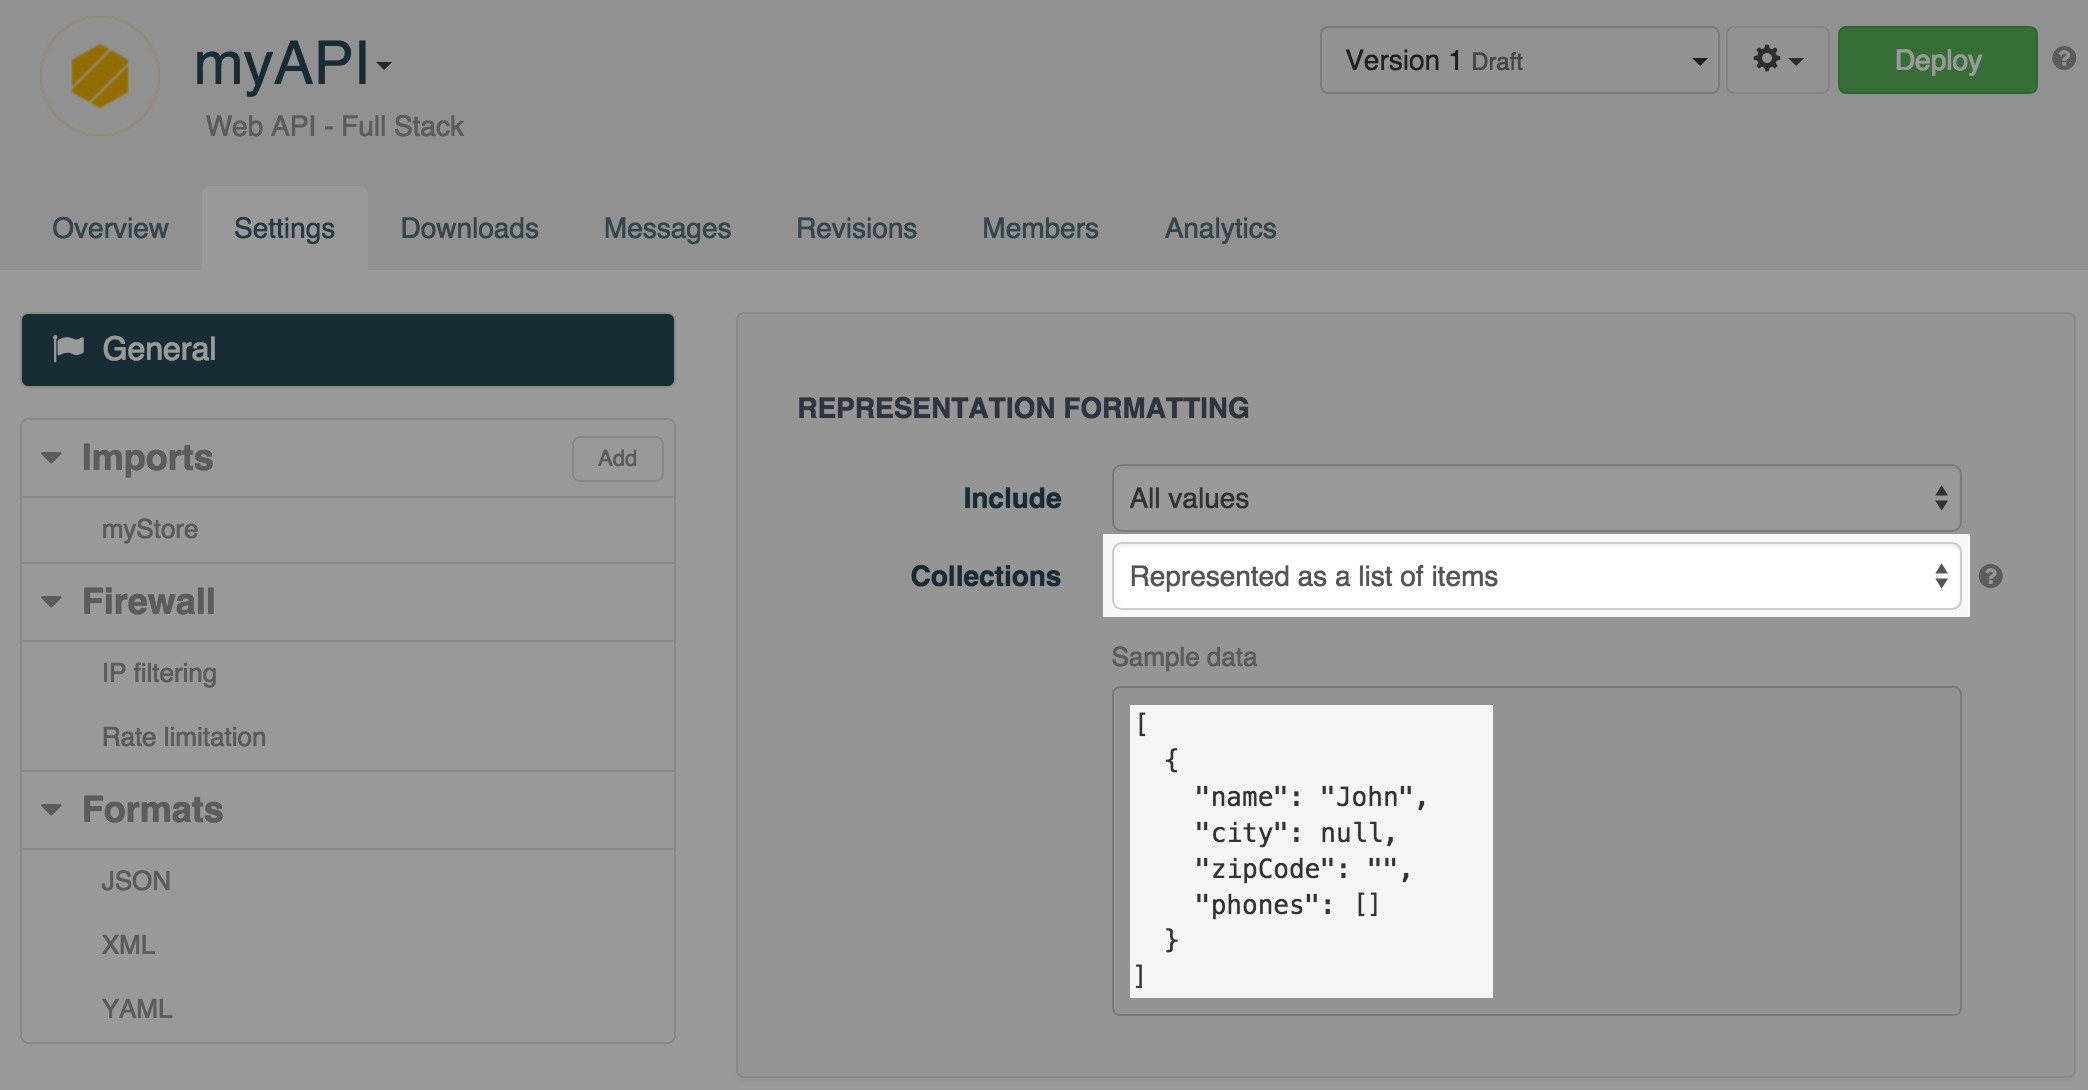 myAPI
Web API - Full Stack
Version 1 Draft
Deploy
?
Overview
Settings
Downloads
Messages
Revisions
Members
Analytics
General
Imports
Add
myStore
Firewall
IP filtering
Rate limitation
Formats
JSON
XML
YAML
REPRESENTATION FORMATTING
Include
All values
Collections
Represented as a list of items
?
Sample data
[
  {
    "name": "John",
    "city": null,
    "zipCode": "",
    "phones": []
  }
]